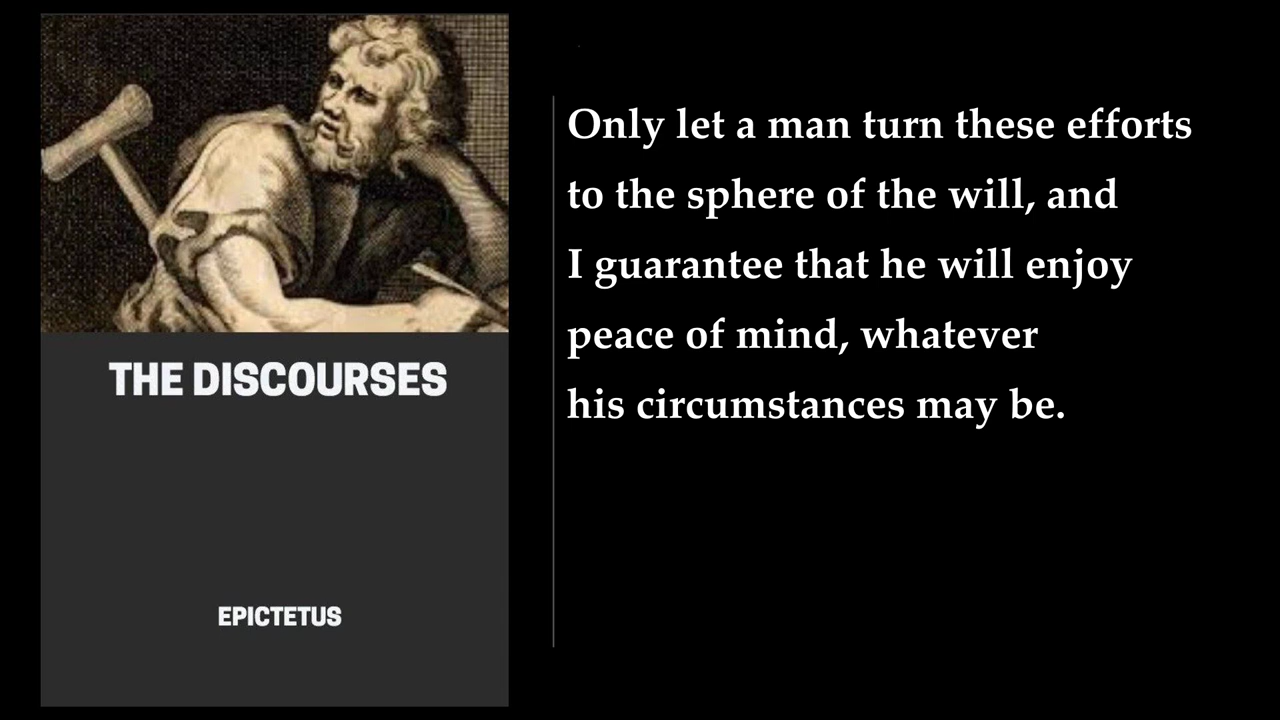 THE DISCOURSES
EPICTETUS
Only let a man turn these efforts
to the sphere of the will, and
I guarantee that he will enjoy
peace of mind, whatever
his circumstances may be.